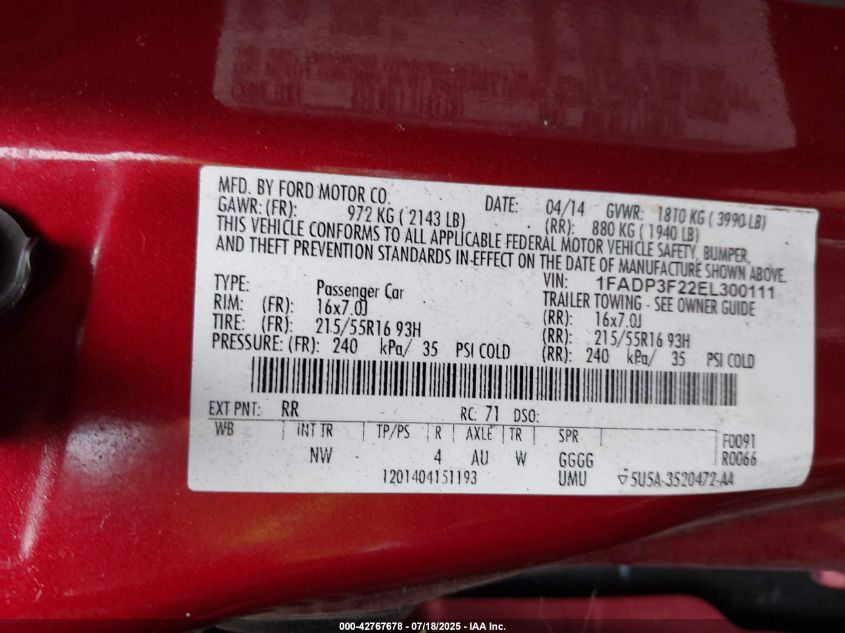 MFD. BY FORD MOTOR CO.
DATE: 04/14 GVWR: 1810 KG ( 3990 LB)
GAWR: (FR): 972 KG ( 2143 LB) (RR): 880 KG ( 1940 LB)
THIS VEHICLE CONFORMS TO ALL APPLICABLE FEDERAL MOTOR VEHICLE SAFETY, BUMPER,
AND THEFT PREVENTION STANDARDS IN EFFECT ON THE DATE OF MANUFACTURE SHOWN ABOVE.
VIN: 1FADP3F22EL300111
TYPE: Passenger Car TRAILER TOWING - SEE OWNER GUIDE
RIM: (FR): 16x7.0J (RR): 16x7.0J
TIRE: (FR): 215/55R16 93H (RR): 215/55R16 93H
PRESSURE: (FR): 240 kPa/ 35 PSI COLD (RR): 240 kPa/ 35 PSI COLD
EXT PNT: RR RC: 71 DSO:
WB INT TR TP/PS R AXLE TR SPR F0091
NW 4 AU W GGGG R0066
1201404151193 UMU ▽5U5A-3520472-AA
000-42767678 - 07/18/2025 - IAA Inc.